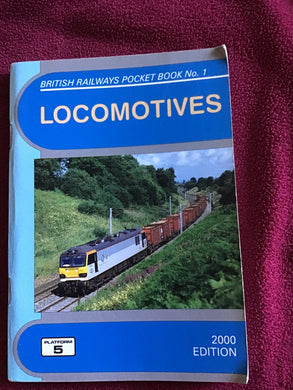 BRITISH RAILWAYS POCKET BOOK No. 1
LOCOMOTIVES
PLATFORM
5
2000
EDITION